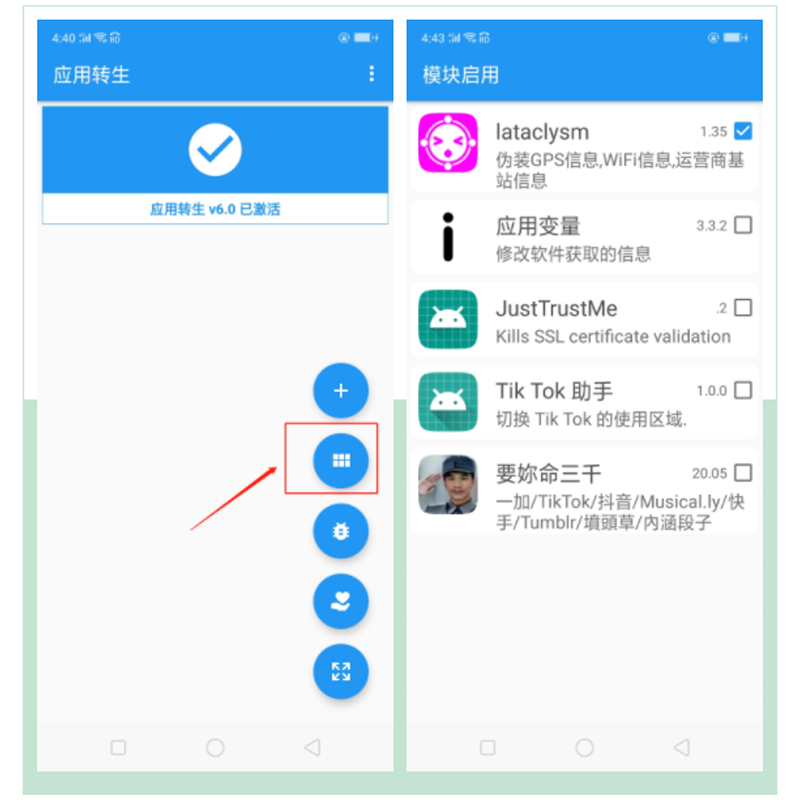 4:40
应用转生
应用转生 v6.0 已激活
4:43
模块启用
lataclysm
1.35
伪装GPS信息,WiFi信息,运营商基
站信息
应用变量
3.3.2
修改软件获取的信息
JustTrustMe
.2
Kills SSL certificate validation
Tik Tok 助手
1.0.0
切换 Tik Tok 的使用区域.
要妳命三千
20.05
一加/TikTok/抖音/Musical.ly/快
手/Tumblr/墳頭草/内涵段子